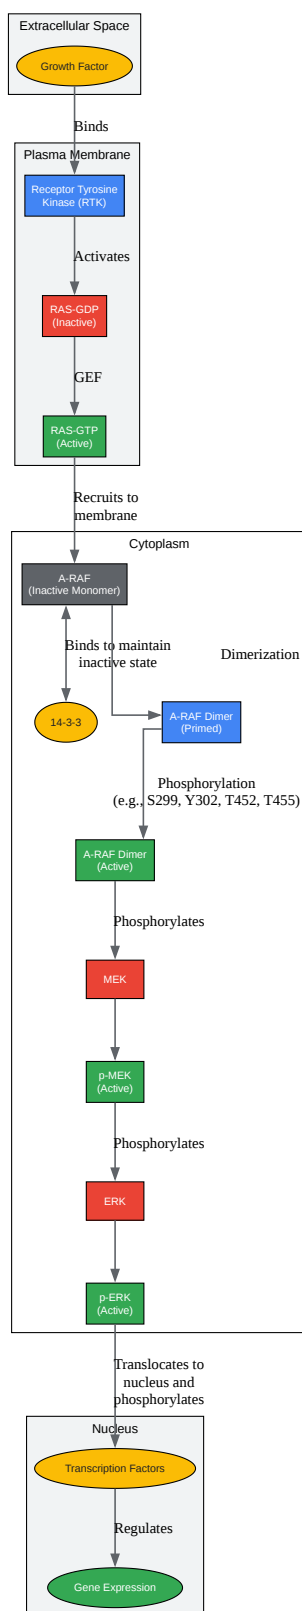 Extracellular Space
Growth Factor
Binds
Plasma Membrane
Receptor Tyrosine
Kinase (RTK)
Activates
RAS-GDP
(Inactive)
GEF
RAS-GTP
(Active)
Recruits to
membrane
Cytoplasm
A-RAF
(Inactive Monomer)
Binds to maintain
inactive state
Dimerization
14-3-3
A-RAF Dimer
(Primed)
Phosphorylation
(e.g., S299, Y302, T452, T455)
A-RAF Dimer
(Active)
Phosphorylates
MEK
p-MEK
(Active)
Phosphorylates
ERK
p-ERK
(Active)
Translocates to
nucleus and
phosphorylates
Nucleus
Transcription Factors
Regulates
Gene Expression